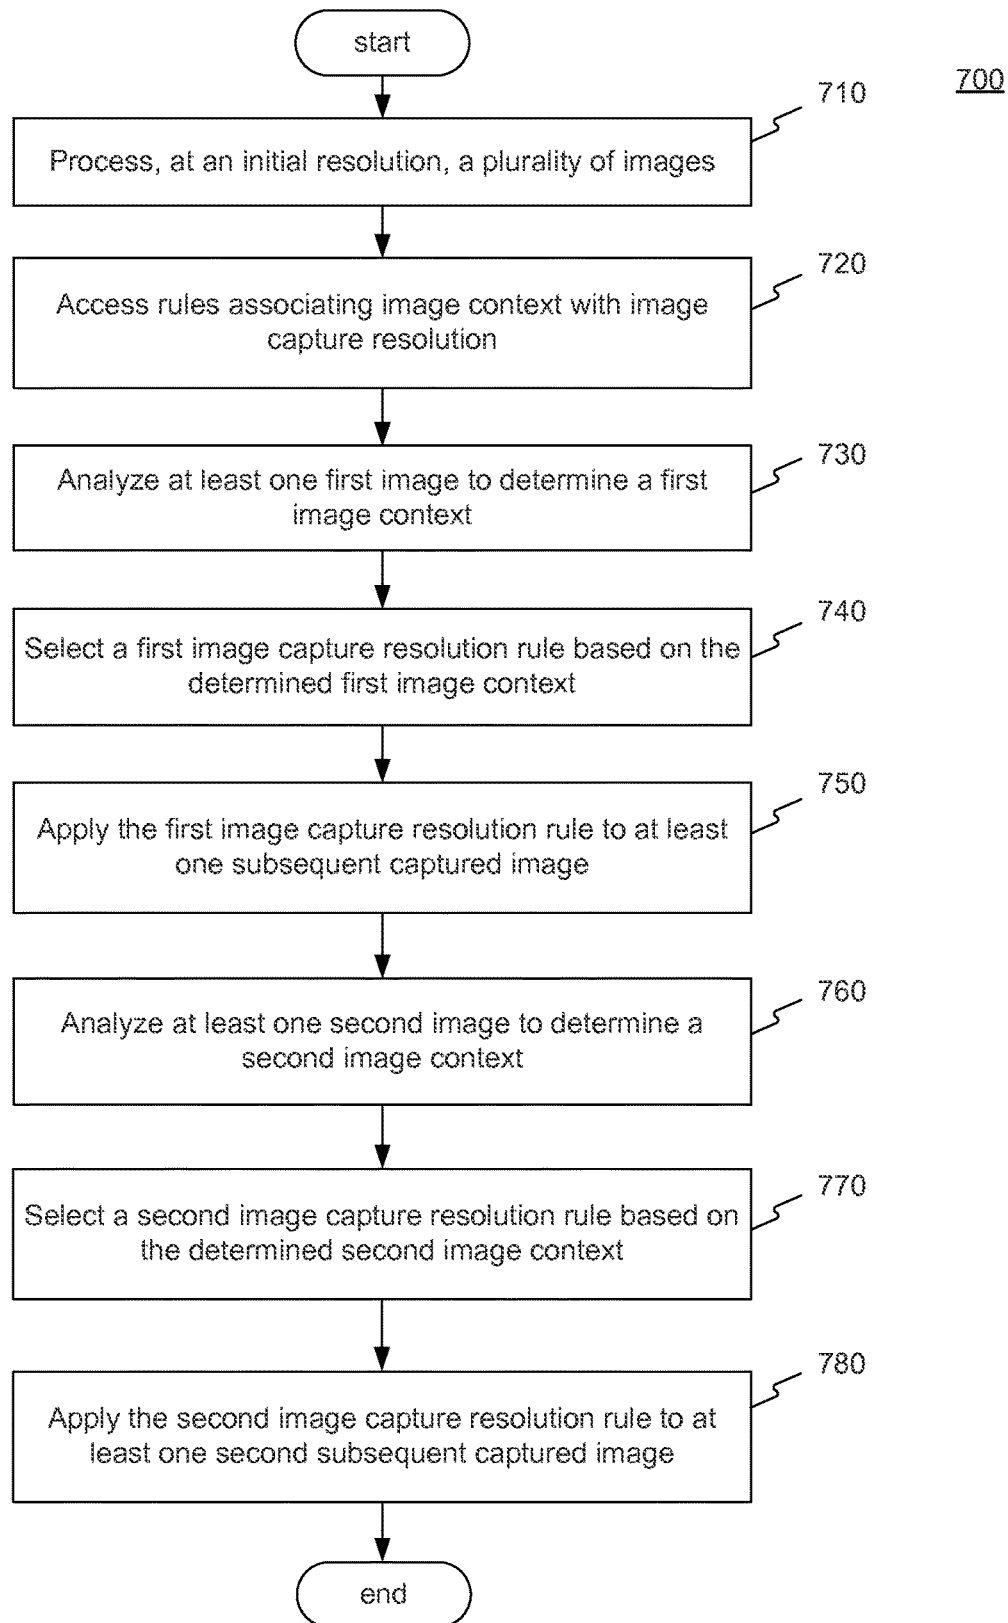 start
700
710
Process, at an initial resolution, a plurality of images
720
Access rules associating image context with image
capture resolution
730
Analyze at least one first image to determine a first
image context
740
Select a first image capture resolution rule based on the
determined first image context
750
Apply the first image capture resolution rule to at least
one subsequent captured image
760
Analyze at least one second image to determine a
second image context
770
Select a second image capture resolution rule based on
the determined second image context
780
Apply the second image capture resolution rule to at
least one second subsequent captured image
end